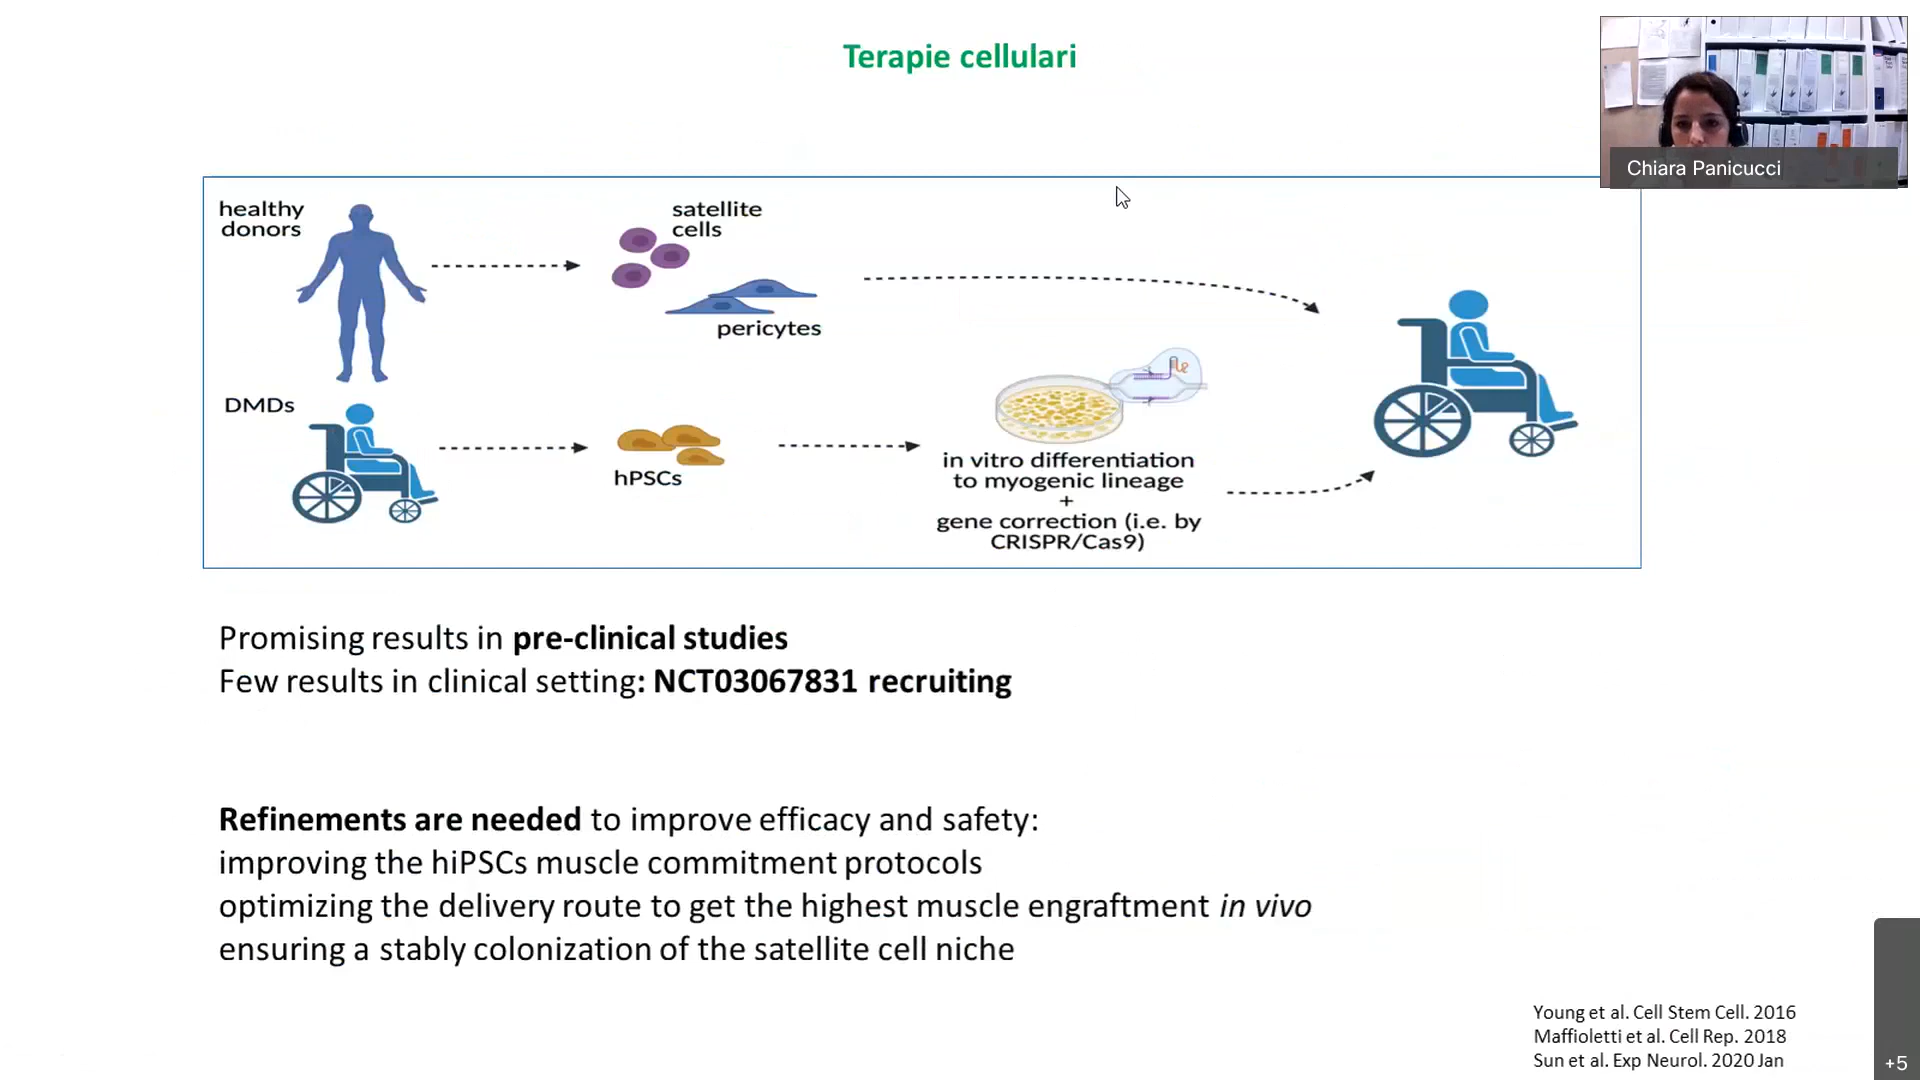 Terapie cellulari
Chiara Panicucci
healthy
donors
satellite
cells
pericytes
DMDs
hPSCs
in vitro differentiation
to myogenic lineage
+
gene correction (i.e. by
CRISPR/Cas9)
Promising results in pre-clinical studies
Few results in clinical setting: NCT03067831 recruiting
Refinements are needed to improve efficacy and safety:
improving the hiPSCs muscle commitment protocols
optimizing the delivery route to get the highest muscle engraftment in vivo
ensuring a stably colonization of the satellite cell niche
Young et al. Cell Stem Cell. 2016
Maffioletti et al. Cell Rep. 2018
Sun et al. Exp Neurol. 2020 Jan
+5